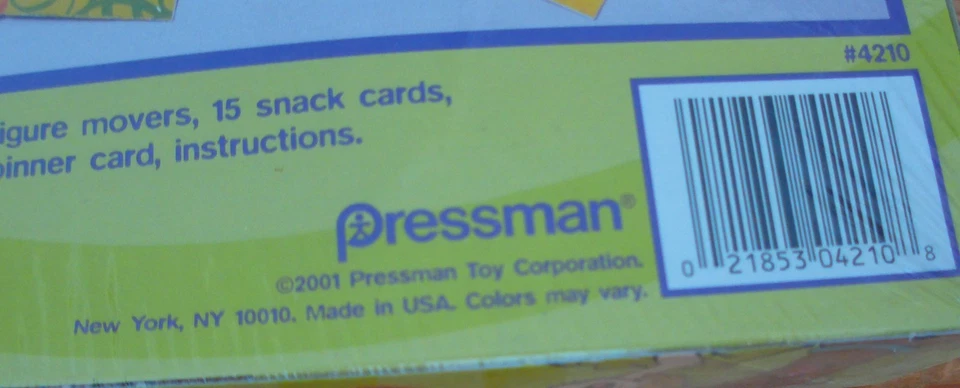 #4210
igure movers, 15 snack cards,
inner card, instructions.
Pressman®
©2001 Pressman Toy Corporation.
New York, NY 10010. Made in USA. Colors may vary.
0 21853 04210 8